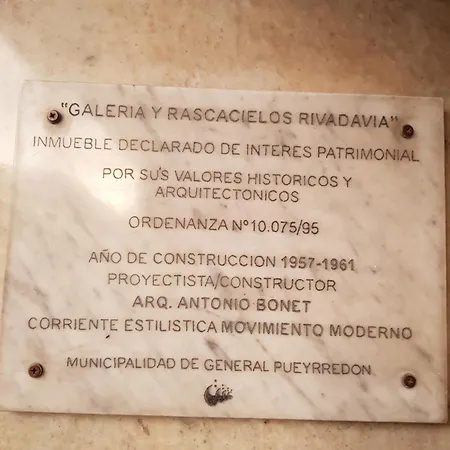 "GALERIA Y RASCACIELOS RIVADAVIA"
INMUEBLE DECLARADO DE INTERES PATRIMONIAL
POR SUS VALORES HISTORICOS Y
ARQUITECTONICOS
ORDENANZA Nº10.075/95
AÑO DE CONSTRUCCION 1957-1961
PROYECTISTA/CONSTRUCTOR
ARQ. ANTONIO BONET
CORRIENTE ESTILISTICA MOVIMIENTO MODERNO
MUNICIPALIDAD DE GENERAL PUEYRREDON